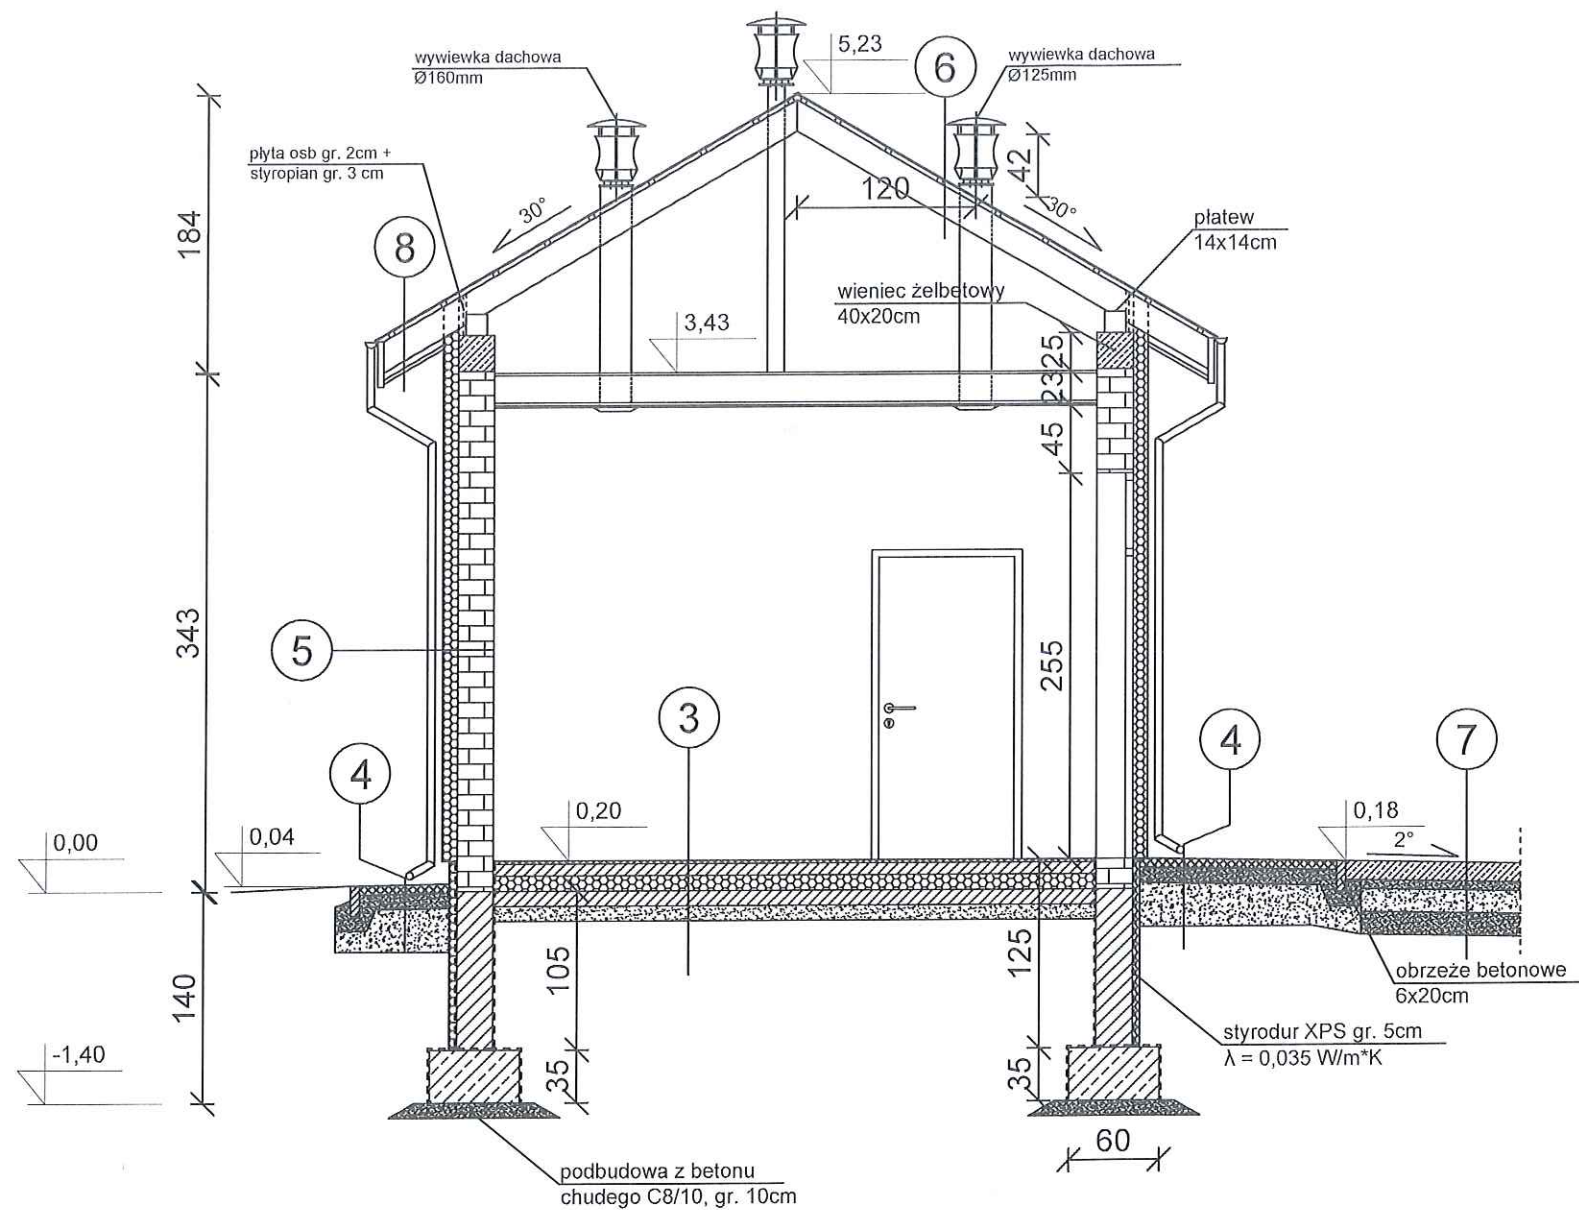 wywiewka dachowa
Ø160mm
5,23
6
wywiewka dachowa
Ø125mm
płyta osb gr. 2cm +
styropian gr. 3 cm
42
120
30°
30°
184
8
płatew
14x14cm
wieniec żelbetowy
40x20cm
3,43
25
23
45
343
5
255
3
4
4
7
0,00
0,04
0,20
0,18
2°
105
125
140
obrzeże betonowe
6x20cm
styrodur XPS gr. 5cm
λ = 0,035 W/m*K
-1,40
35
35
60
podbudowa z betonu
chudego C8/10, gr. 10cm